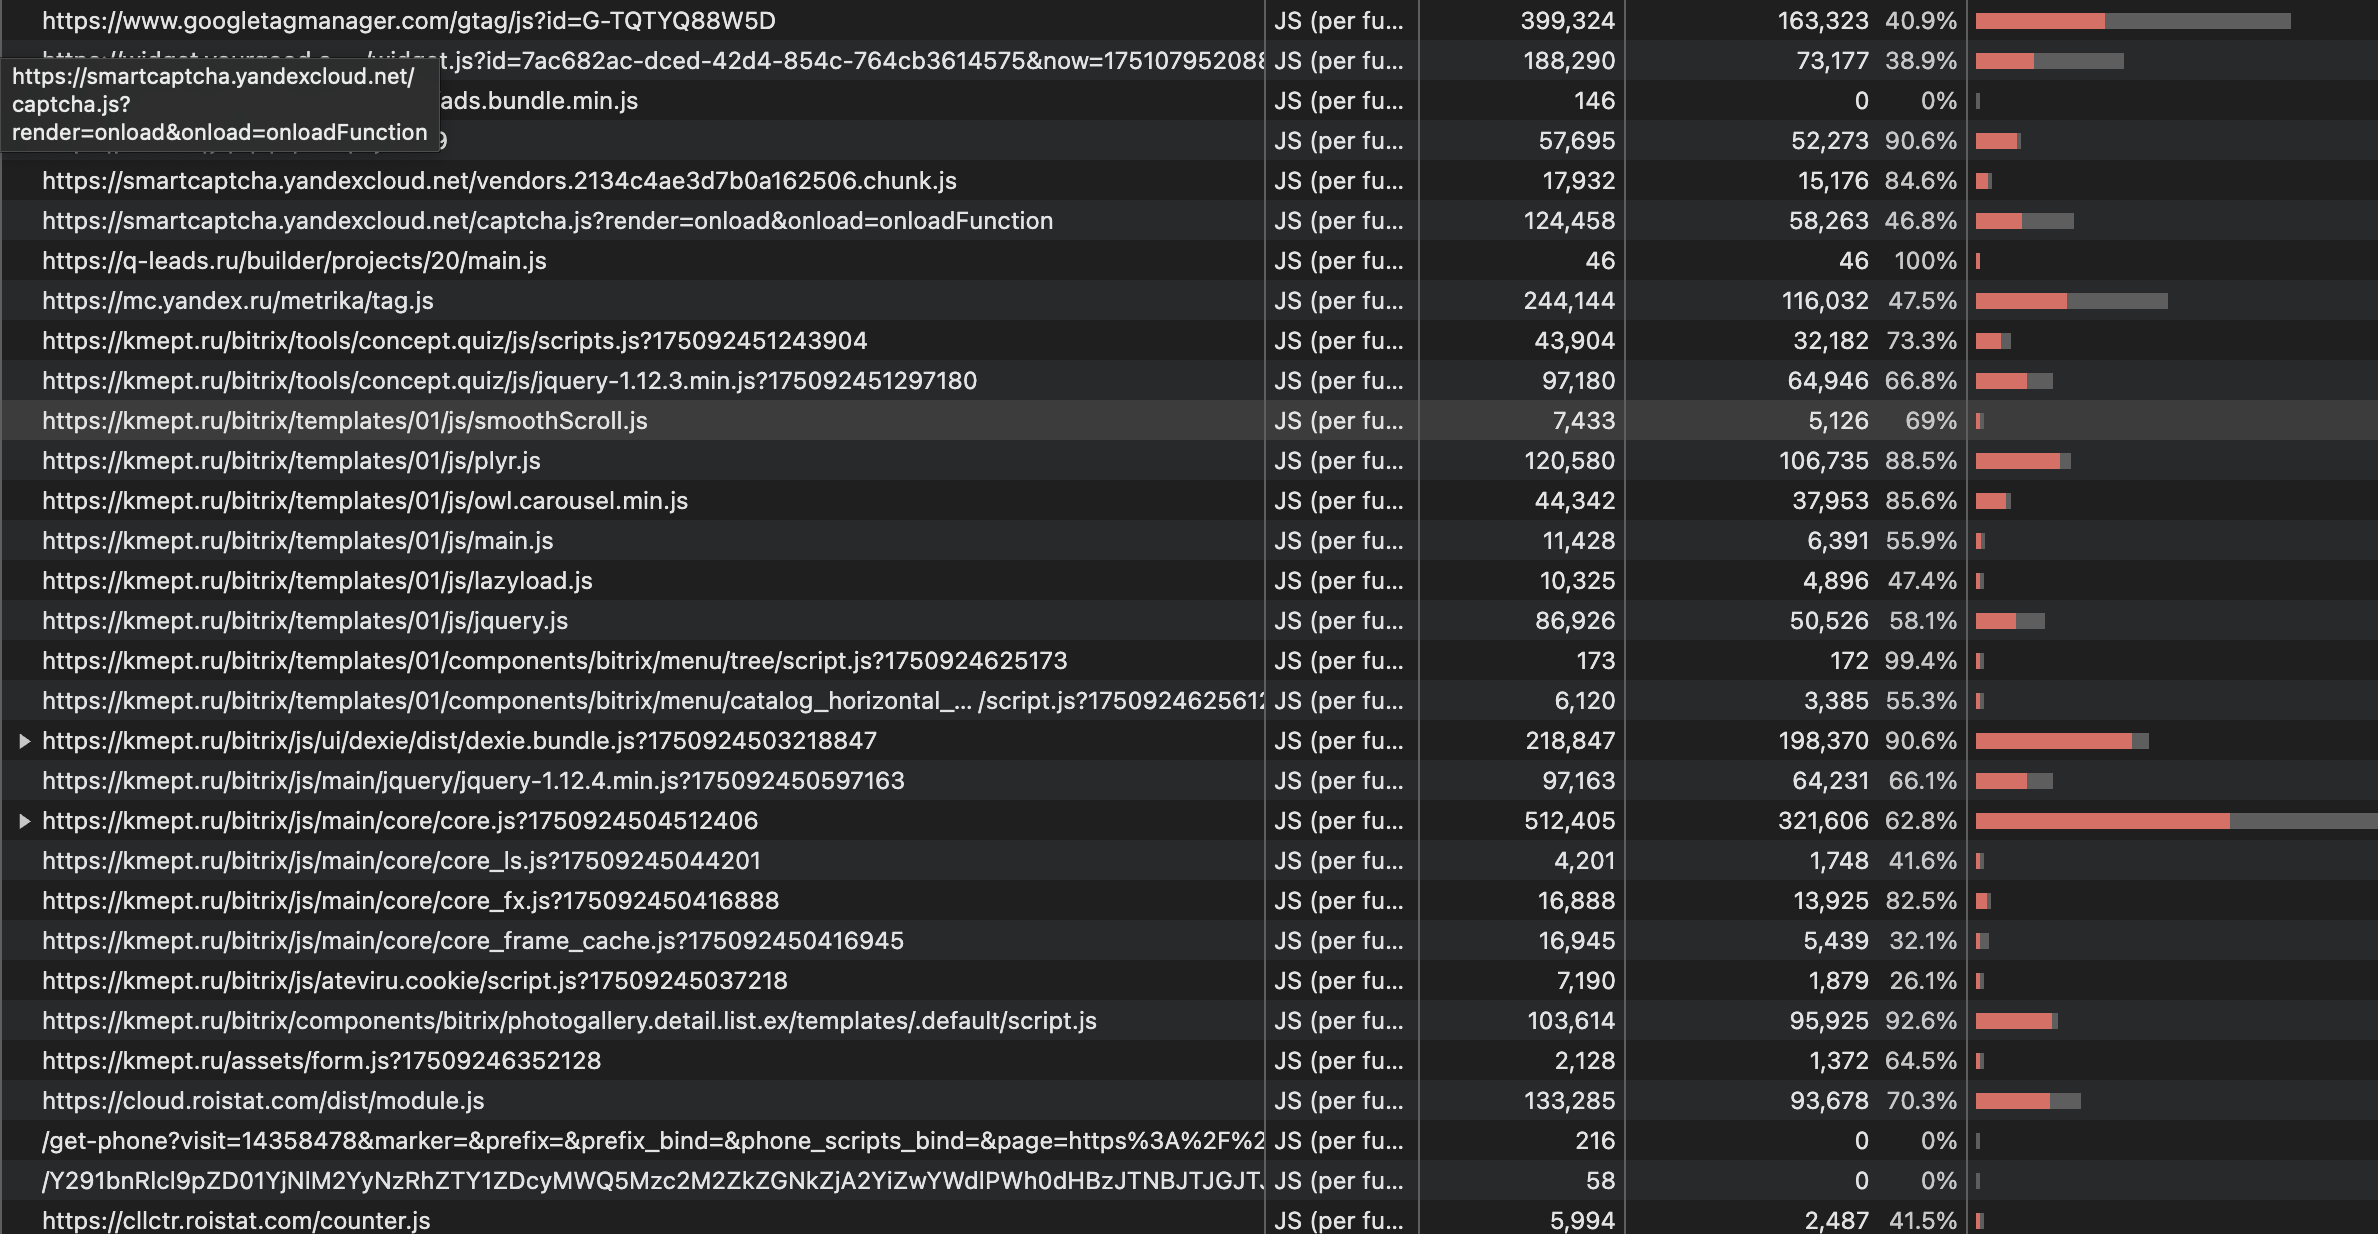 https://www.googletagmanager.com/gtag/js?id=G-TQTYQ88W5D JS (per fu... 399,324 163,323 40.9%
/widget.js?id=7ac682ac-dced-42d4-854c-764cb3614575&now=175107952088 JS (per fu... 188,290 73,177 38.9%
https://smartcaptcha.yandexcloud.net/
captcha.js?
render=onload&onload=onloadFunction
ads.bundle.min.js JS (per fu... 146 0 0%
9 JS (per fu... 57,695 52,273 90.6%
https://smartcaptcha.yandexcloud.net/vendors.2134c4ae3d7b0a162506.chunk.js JS (per fu... 17,932 15,176 84.6%
https://smartcaptcha.yandexcloud.net/captcha.js?render=onload&onload=onloadFunction JS (per fu... 124,458 58,263 46.8%
https://q-leads.ru/builder/projects/20/main.js JS (per fu... 46 46 100%
https://mc.yandex.ru/metrika/tag.js JS (per fu... 244,144 116,032 47.5%
https://kmept.ru/bitrix/tools/concept.quiz/js/scripts.js?175092451243904 JS (per fu... 43,904 32,182 73.3%
https://kmept.ru/bitrix/tools/concept.quiz/js/jquery-1.12.3.min.js?175092451297180 JS (per fu... 97,180 64,946 66.8%
https://kmept.ru/bitrix/templates/01/js/smoothScroll.js JS (per fu... 7,433 5,126 69%
https://kmept.ru/bitrix/templates/01/js/plyr.js JS (per fu... 120,580 106,735 88.5%
https://kmept.ru/bitrix/templates/01/js/owl.carousel.min.js JS (per fu... 44,342 37,953 85.6%
https://kmept.ru/bitrix/templates/01/js/main.js JS (per fu... 11,428 6,391 55.9%
https://kmept.ru/bitrix/templates/01/js/lazyload.js JS (per fu... 10,325 4,896 47.4%
https://kmept.ru/bitrix/templates/01/js/jquery.js JS (per fu... 86,926 50,526 58.1%
https://kmept.ru/bitrix/templates/01/components/bitrix/menu/tree/script.js?1750924625173 JS (per fu... 173 172 99.4%
https://kmept.ru/bitrix/templates/01/components/bitrix/menu/catalog_horizontal_... /script.js?1750924625612 JS (per fu... 6,120 3,385 55.3%
https://kmept.ru/bitrix/js/ui/dexie/dist/dexie.bundle.js?1750924503218847 JS (per fu... 218,847 198,370 90.6%
https://kmept.ru/bitrix/js/main/jquery/jquery-1.12.4.min.js?175092450597163 JS (per fu... 97,163 64,231 66.1%
https://kmept.ru/bitrix/js/main/core/core.js?1750924504512406 JS (per fu... 512,405 321,606 62.8%
https://kmept.ru/bitrix/js/main/core/core_ls.js?17509245044201 JS (per fu... 4,201 1,748 41.6%
https://kmept.ru/bitrix/js/main/core/core_fx.js?175092450416888 JS (per fu... 16,888 13,925 82.5%
https://kmept.ru/bitrix/js/main/core/core_frame_cache.js?175092450416945 JS (per fu... 16,945 5,439 32.1%
https://kmept.ru/bitrix/js/ateviru.cookie/script.js?17509245037218 JS (per fu... 7,190 1,879 26.1%
https://kmept.ru/bitrix/components/bitrix/photogallery.detail.list.ex/templates/.default/script.js JS (per fu... 103,614 95,925 92.6%
https://kmept.ru/assets/form.js?17509246352128 JS (per fu... 2,128 1,372 64.5%
https://cloud.roistat.com/dist/module.js JS (per fu... 133,285 93,678 70.3%
/get-phone?visit=14358478&marker=&prefix=&prefix_bind=&phone_scripts_bind=&page=https%3A%2F%2 JS (per fu... 216 0 0%
/Y291bnRlcl9pZD01YjNlM2YyNzRhZTY1ZDcyMWQ5Mzc2M2ZkZGNkZjA2YiZwYWdlPWh0dHBzJTNBJTJGJT JS (per fu... 58 0 0%
https://cllctr.roistat.com/counter.js JS (per fu... 5,994 2,487 41.5%